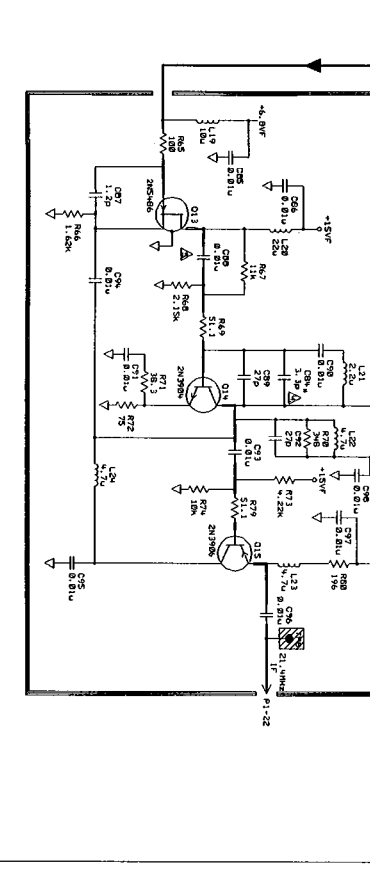 +6.8VF
L19
10u
C85
0.01u
R65
100
C86
0.01u
+15VF
L20
22u
2N5486
Q13
C87
1.2p
R66
1.62k
C88
0.01u
R67
11k
R68
2.15k
C94
0.01u
R69
51.1
C91
0.01u
R71
38.3
R72
75
2N3904
Q14
C89
27p
C84*
3.3p
C90
0.01u
L21
2.2u
C93
0.01u
C92
27p
R70
348
L22
4.7u
L24
4.7u
+15VF
C98
0.01u
R73
4.22k
R74
10k
R79
51.1
C97
0.01u
2N3904
Q15
L23
4.7u
R80
196
C95
0.01u
C96
0.01u
21.4MHz
IF
P1-22